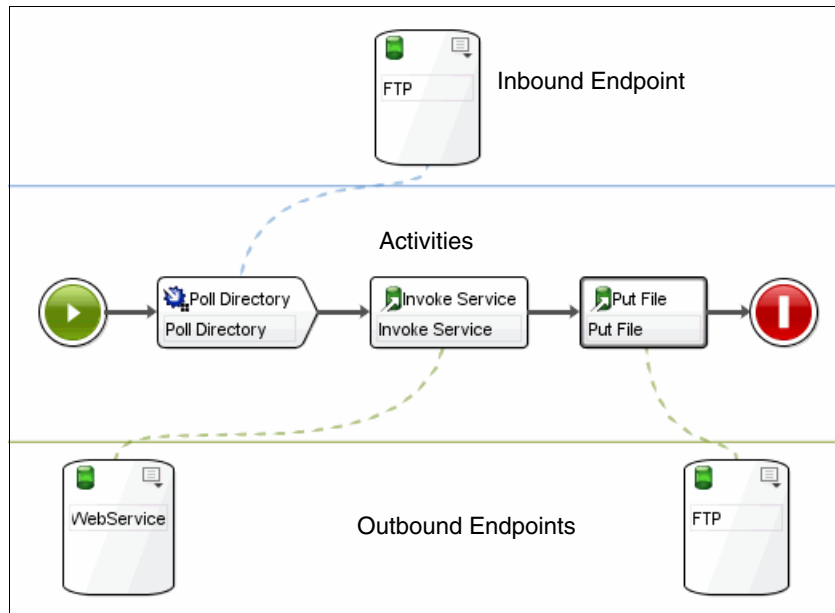 FTP
Inbound Endpoint
Activities
Poll Directory
Poll Directory
Invoke Service
Invoke Service
Put File
Put File
WebService
Outbound Endpoints
FTP